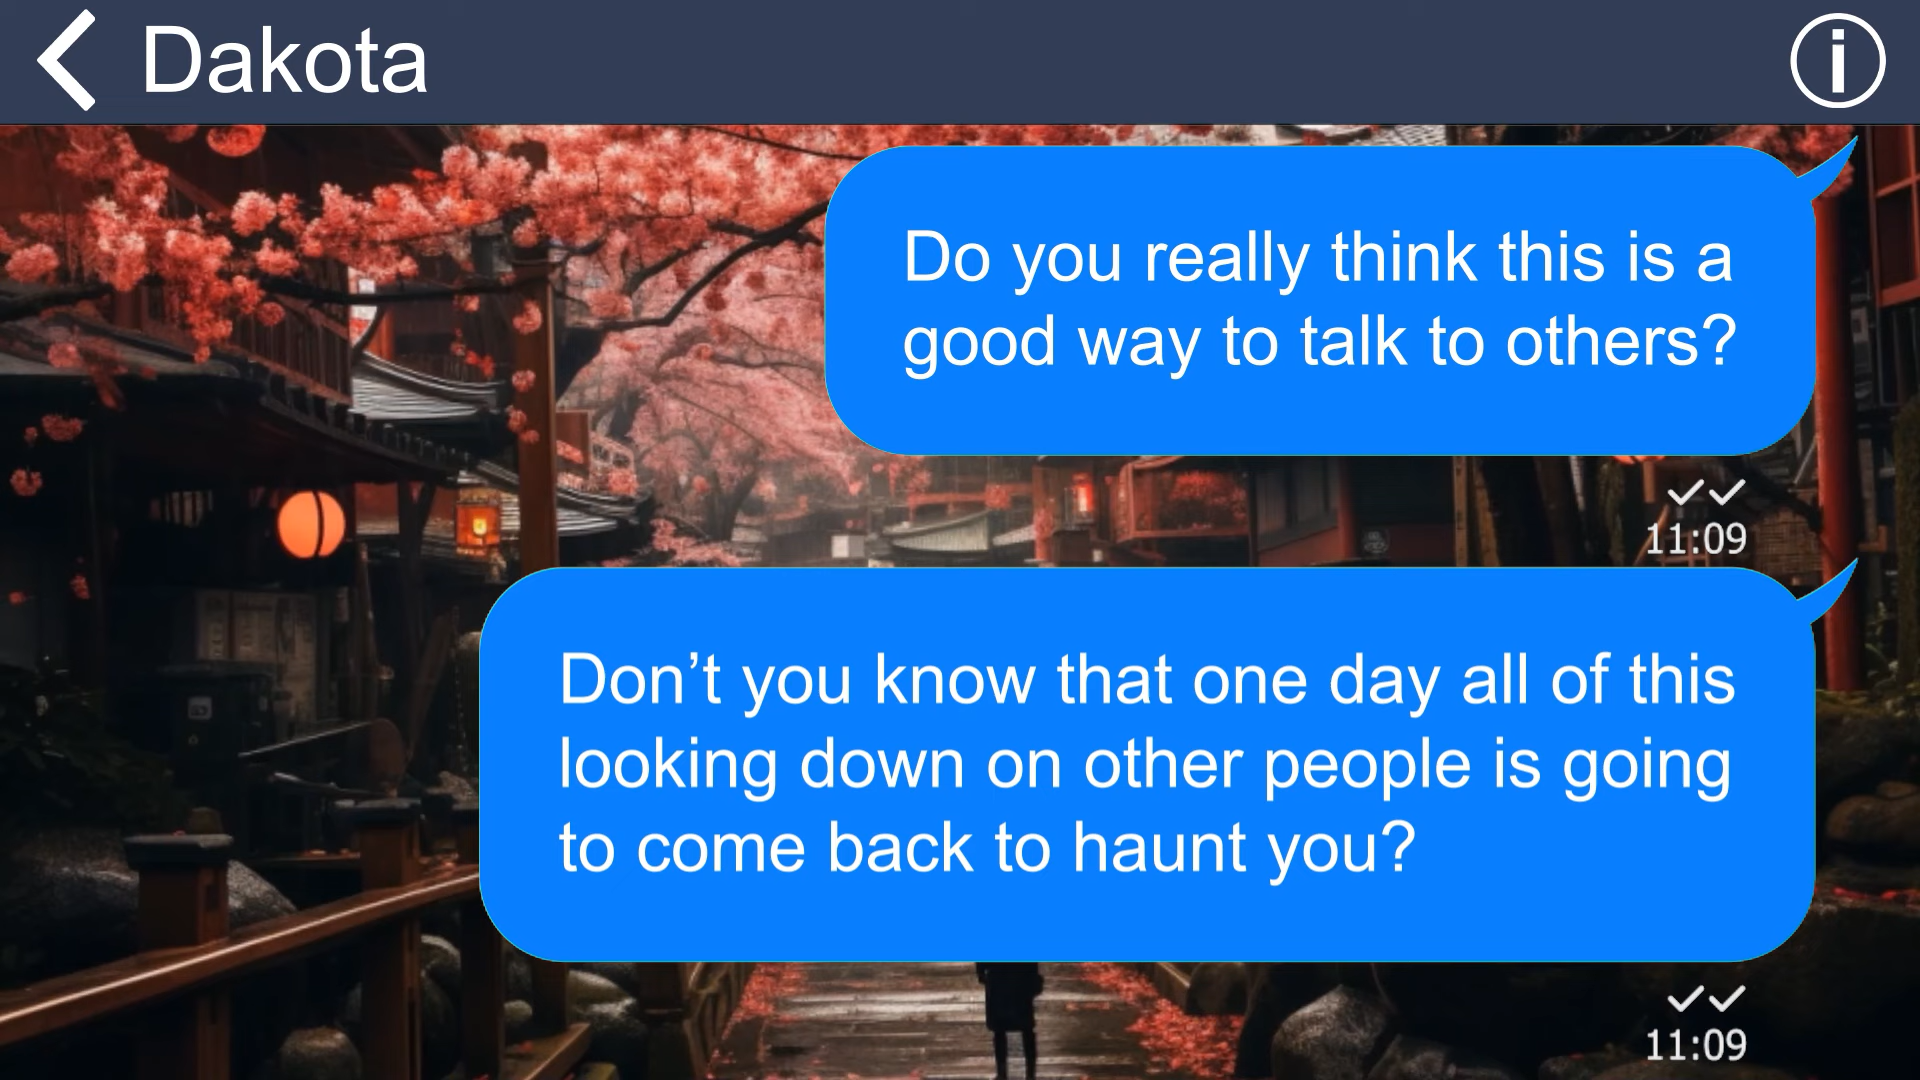 Dakota
Do you really think this is a
good way to talk to others?
11:09
Don’t you know that one day all of this
looking down on other people is going
to come back to haunt you?
11:09